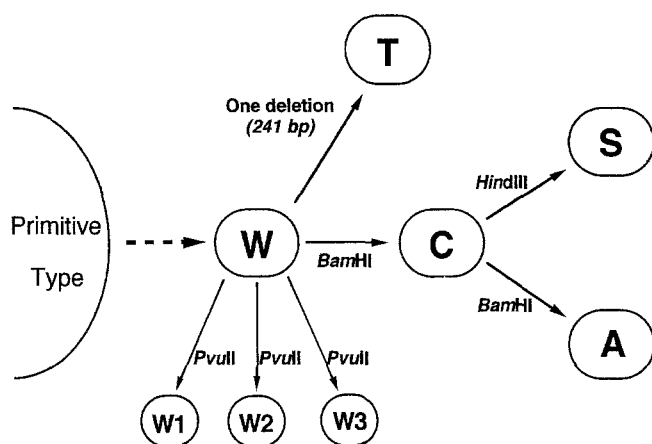 T
One deletion
(241 bp)
S
HindIII
Primitive
Type
W
BamHI
C
BamHI
A
PvuII
PvuII
PvuII
W1
W2
W3